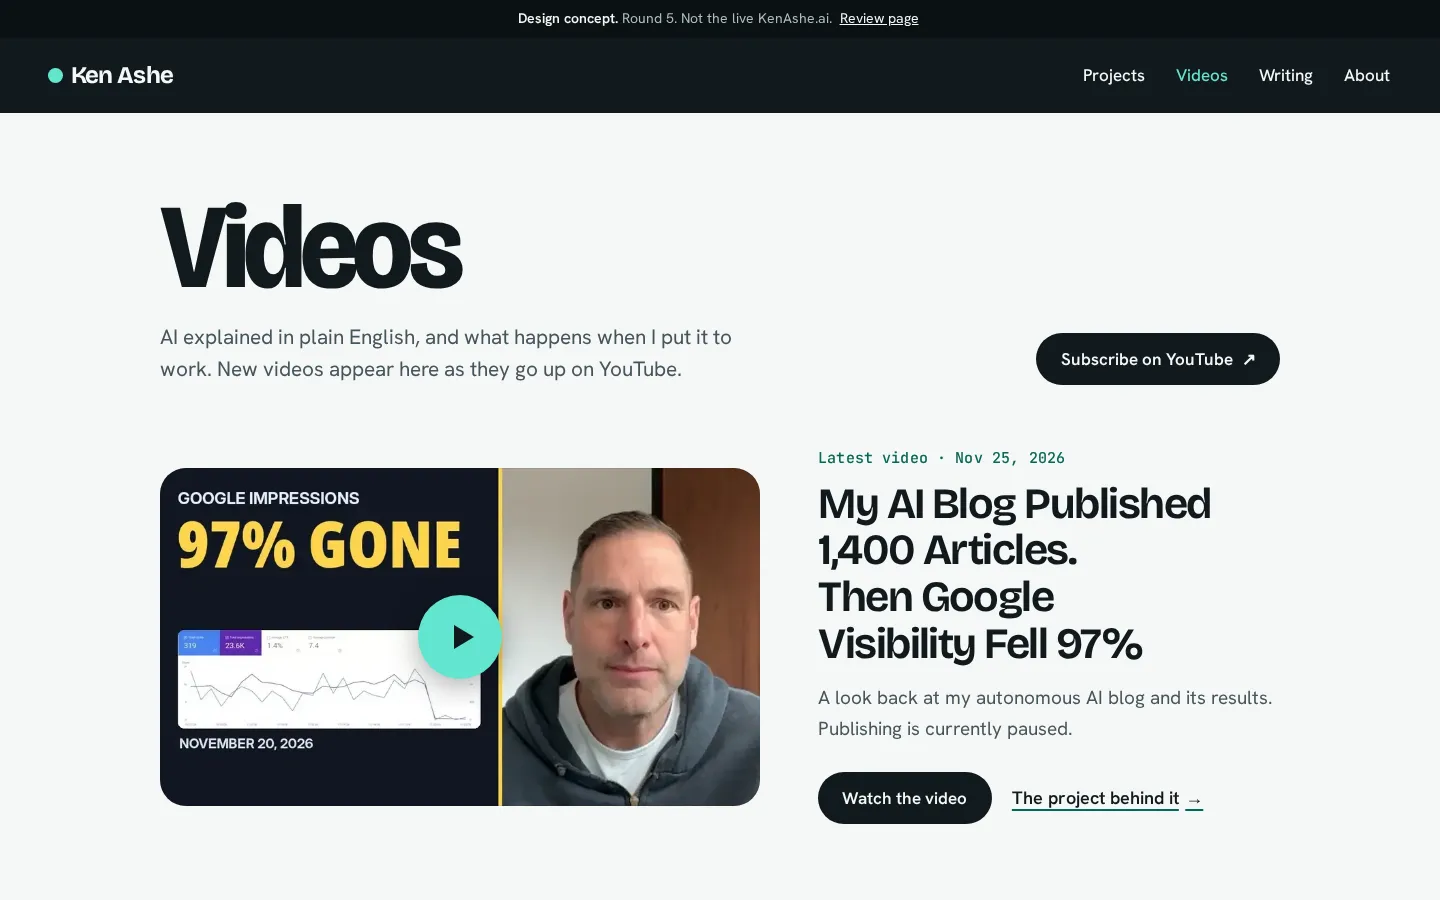 Design concept. Round 5. Not the live KenAshe.ai. Review page
Ken Ashe
Projects
Videos
Writing
About
Videos
AI explained in plain English, and what happens when I put it to
work. New videos appear here as they go up on YouTube.
Subscribe on YouTube ↗
GOOGLE IMPRESSIONS
97% GONE
319
23.6K
1.4%
7.4
NOVEMBER 20, 2026
Latest video · Nov 25, 2026
My AI Blog Published
1,400 Articles.
Then Google
Visibility Fell 97%
A look back at my autonomous AI blog and its results.
Publishing is currently paused.
Watch the video
The project behind it →